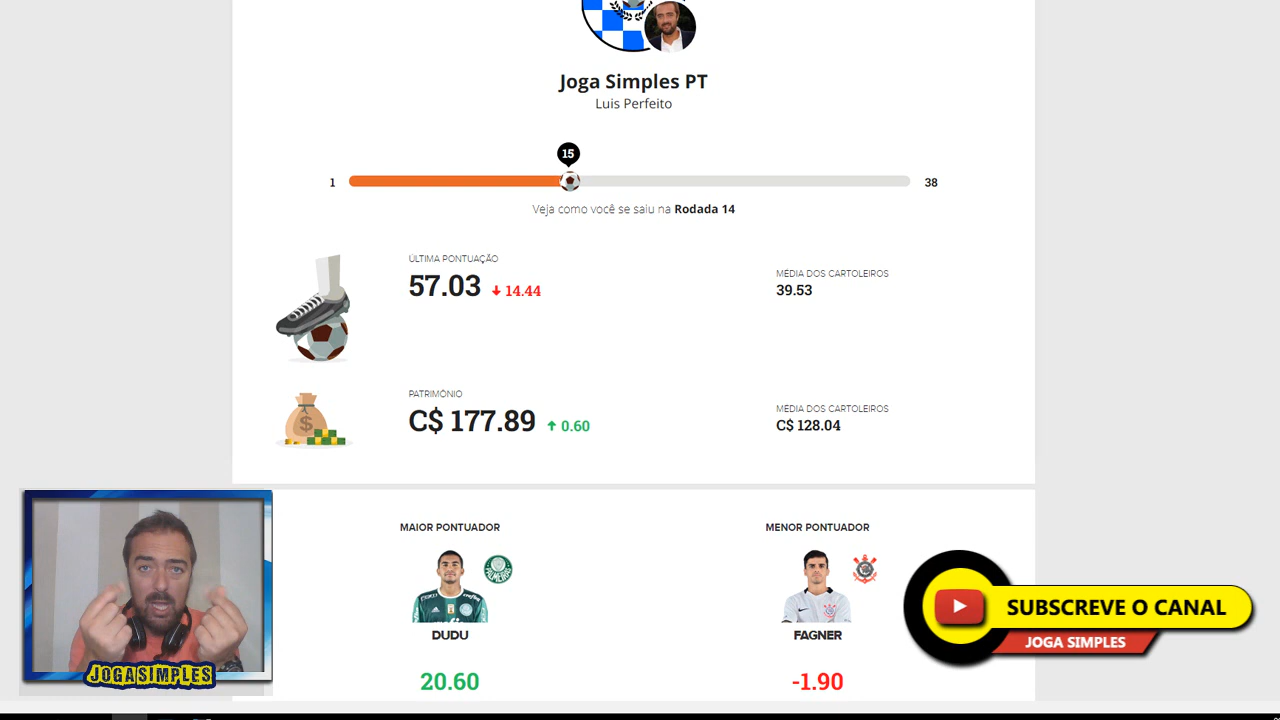 Joga Simples PT
Luis Perfeito
15
1
38
Veja como você se saiu na Rodada 14
ÚLTIMA PONTUAÇÃO
57.03 14.44
MÉDIA DOS CARTOLEIROS
39.53
PATRIMÔNIO
C$ 177.89 0.60
MÉDIA DOS CARTOLEIROS
C$ 128.04
MAIOR PONTUADOR
MENOR PONTUADOR
PALMEIRAS
DUDU
FAGNER
20.60
-1.90
SUBSCREVE O CANAL
JOGA SIMPLES
JOGA SIMPLES